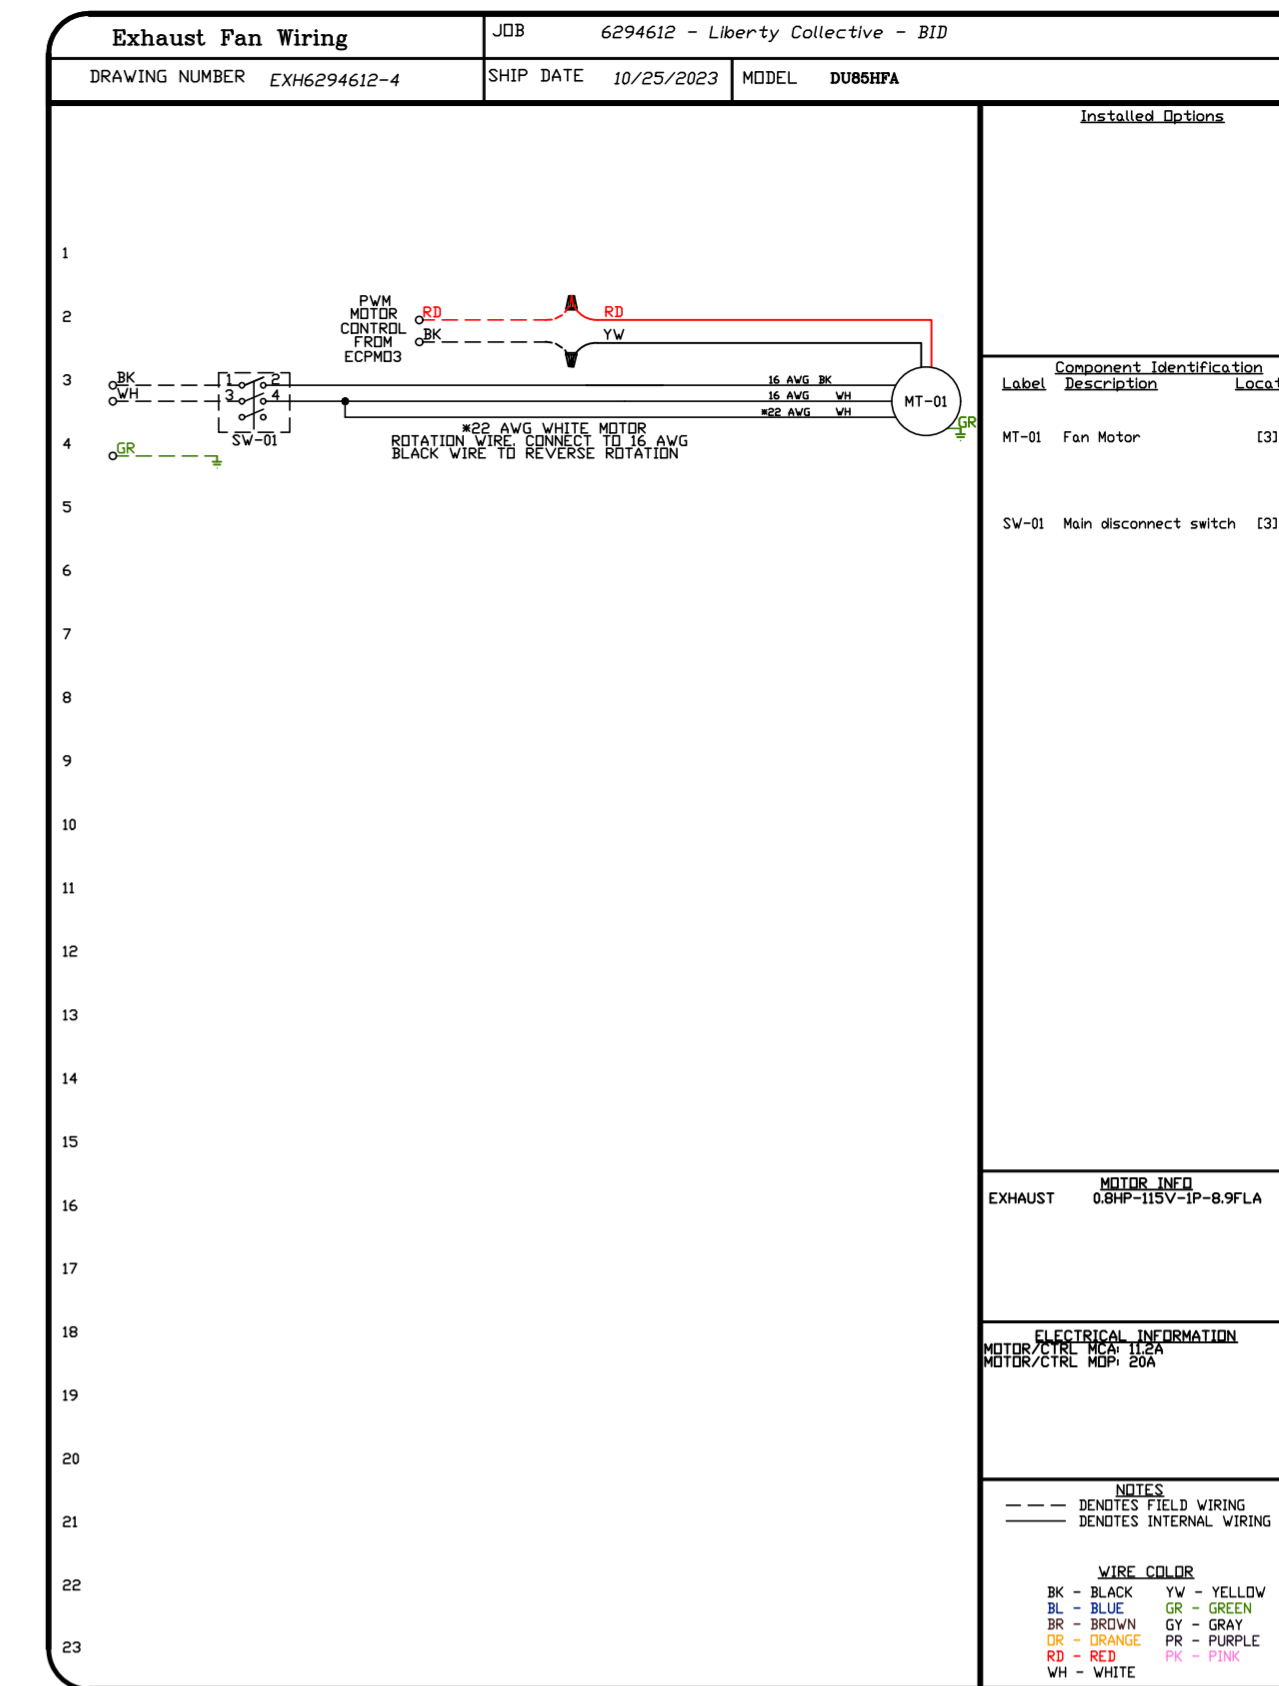 Exhaust Fan Wiring
JOB 6294612 - Liberty Collective - BID
DRAWING NUMBER EXH6294612-4
SHIP DATE 10/25/2023
MODEL DU85HFA
Installed Options
1
2
PWM
MOTOR
CONTROL
FROM
ECPM03
RD
RD
BK
YW
3
BK
WH
1 2
3 4
SW-01
16 AWG BK
16 AWG WH
*22 AWG WH
MT-01
GR
*22 AWG WHITE MOTOR
ROTATION WIRE. CONNECT TO 16 AWG
BLACK WIRE TO REVERSE ROTATION
4
GR
5
6
7
8
9
10
11
12
13
14
15
16
17
18
19
20
21
22
23
Component Identification
Label Description
MT-01 Fan Motor [3]
SW-01 Main disconnect switch [3]
MOTOR INFO
EXHAUST 0.8HP-115V-1P-8.9FLA
ELECTRICAL INFORMATION
MOTOR/CTRL MCA: 11.2A
MOTOR/CTRL MOP: 20A
NOTES
DENOTES FIELD WIRING
DENOTES INTERNAL WIRING
WIRE COLOR
BK - BLACK YW - YELLOW
BL - BLUE GR - GREEN
BR - BROWN GY - GRAY
OR - ORANGE PR - PURPLE
RD - RED PK - PINK
WH - WHITE